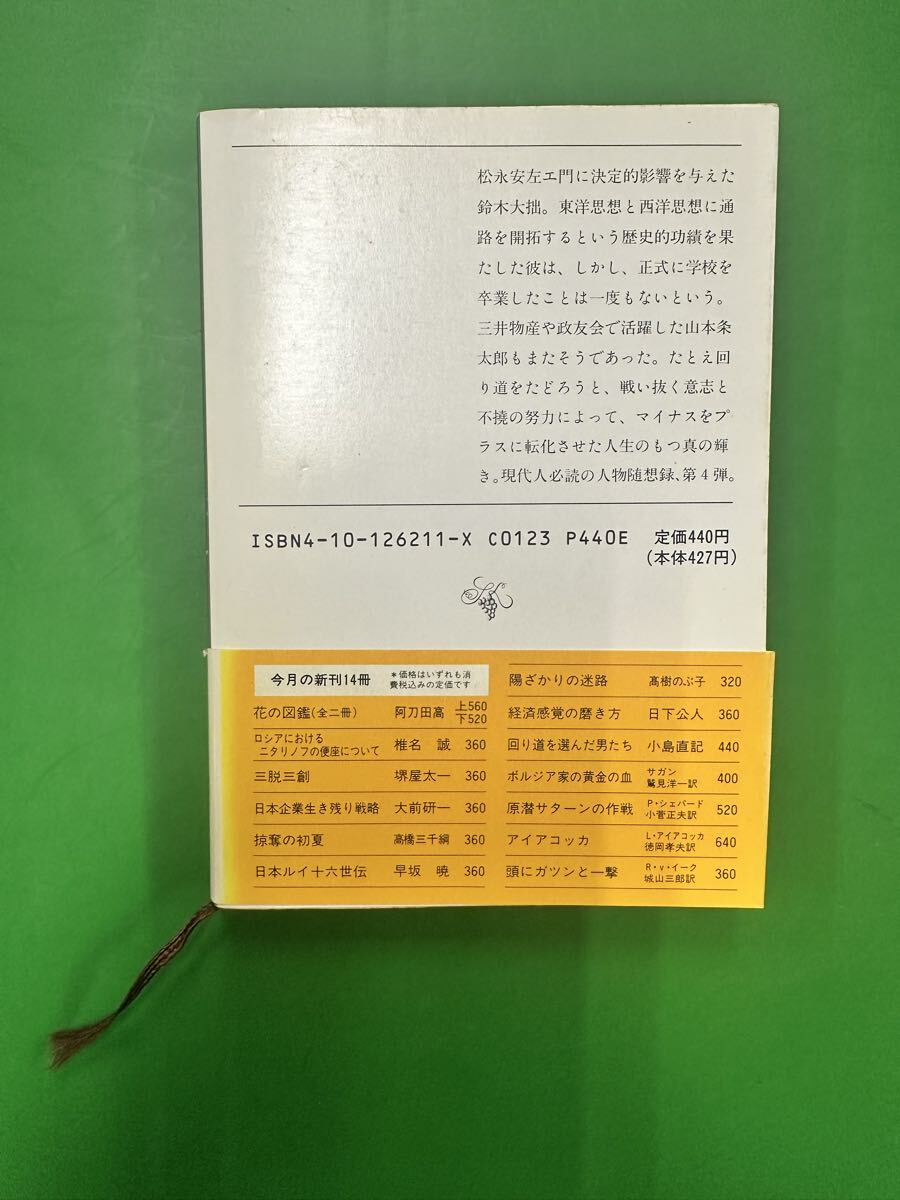 松永安左エ門に決定的影響を与えた
鈴木大拙。東洋思想と西洋思想に通
路を開拓するという歴史的功績を果
たした彼は、しかし、正式に学校を
卒業したことは一度もないという。
三井物産や政友会で活躍した山本条
太郎もまたそうであった。たとえ回
り道をたどろうと、戦い抜く意志と
不撓の努力によって、マイナスをプ
ラスに転化させた人生のもつ真の輝
き。現代人必読の人物随想録、第4弾。
ISBN4-10-126211-X C0123 P440E 定価440円
(本体427円)
今月の新刊14冊 *価格はいずれも消
費税込みの定価です
花の図鑑(全二冊) 阿刀田高 上560
下520
ロシアにおける
ニタリノフの便座について 椎名 誠 360
三脱三創 堺屋太一 360
日本企業生き残り戦略 大前研一 360
掠奪の初夏 高橋三千綱 360
日本ルイ十六世伝 早坂 暁 360
陽ざかりの迷路 髙樹のぶ子 320
経済感覚の磨き方 日下公人 360
回り道を選んだ男たち 小島直記 440
ボルジア家の黄金の血 サガン
鷲見洋一訳 400
原潜サターンの作戦 P・シェパード
小菅正夫訳 520
アイアコッカ L・アイアコッカ
徳岡孝夫訳 640
頭にガツンと一撃 R・v・イーク
城山三郎訳 360